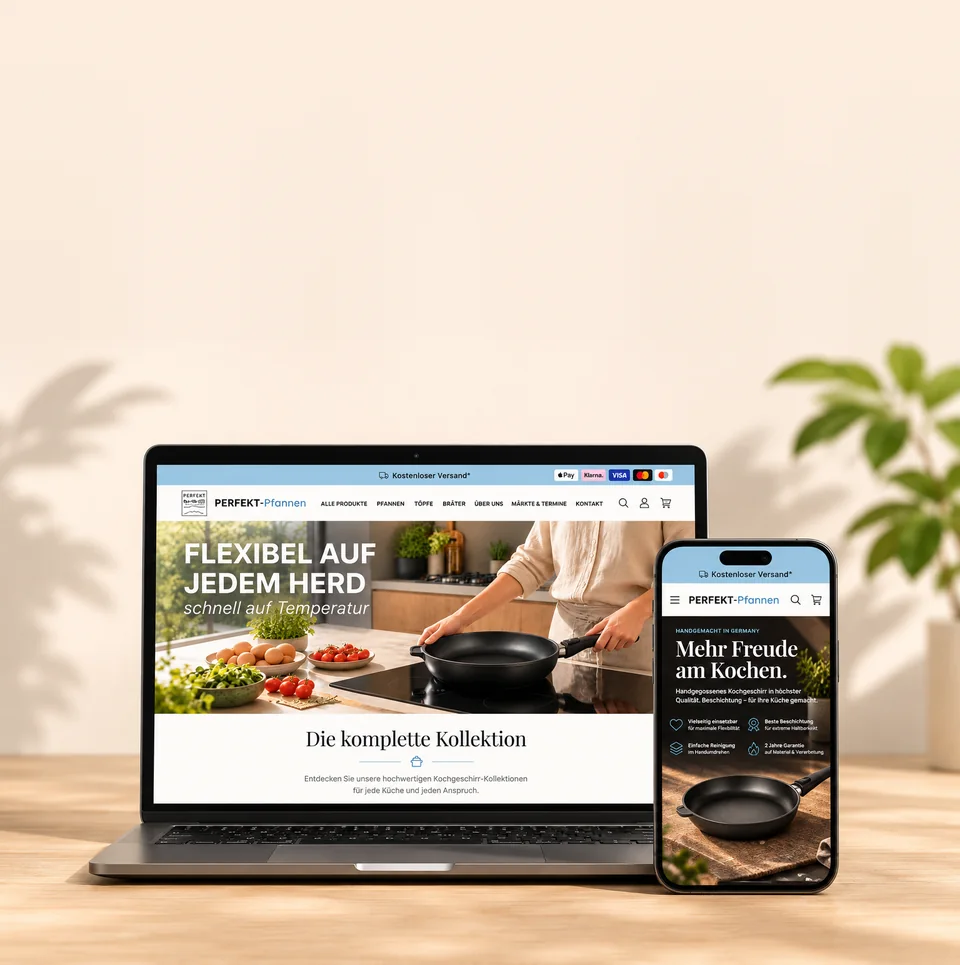 Kostenloser Versand*
Pay
Klarna.
VISA
PERFEKT
PERFEKT-Pfannen
ALLE PRODUKTE
PFANNEN
TÖPFE
BRÄTER
ÜBER UNS
MÄRKTE & TERMINE
KONTAKT
FLEXIBEL AUF
JEDEM HERD
schnell auf Temperatur
Die komplette Kollektion
Entdecken Sie unsere hochwertigen Kochgeschirr-Kollektionen
für jede Küche und jeden Anspruch.
Kostenloser Versand*
PERFEKT-Pfannen
HANDGEMACHT IN GERMANY
Mehr Freude
am Kochen.
Handgegossenes Kochgeschirr in höchster
Qualität. Beschichtung – für Ihre Küche gemacht.
Vielseitig einsetzbar
für maximale Flexibilität
Beste Beschichtung
für extreme Haltbarkeit
Einfache Reinigung
im Handumdrehen
2 Jahre Garantie
auf Material & Verarbeitung